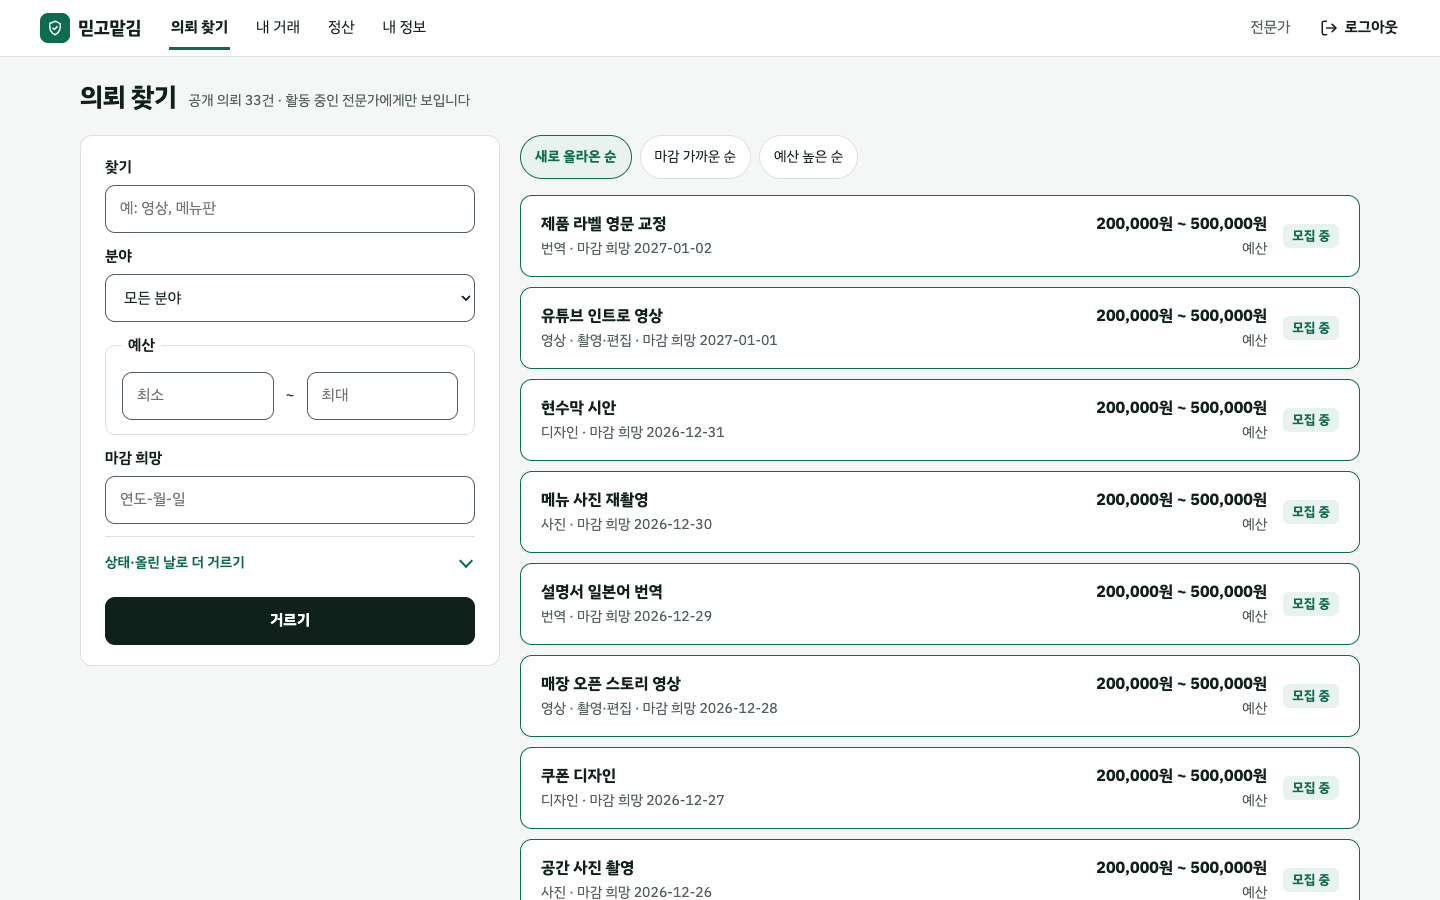 믿고맡김
의뢰 찾기
내 거래
정산
내 정보
전문가
로그아웃
의뢰 찾기
공개 의뢰 33건 · 활동 중인 전문가에게만 보입니다
찾기
예: 영상, 메뉴판
분야
모든 분야
예산
최소 ~ 최대
마감 희망
연도-월-일
상태·올린 날로 더 거르기
거르기
새로 올라온 순
마감 가까운 순
예산 높은 순
제품 라벨 영문 교정
번역 · 마감 희망 2027-01-02
200,000원 ~ 500,000원
예산
모집 중
유튜브 인트로 영상
영상 · 촬영·편집 · 마감 희망 2027-01-01
200,000원 ~ 500,000원
예산
모집 중
현수막 시안
디자인 · 마감 희망 2026-12-31
200,000원 ~ 500,000원
예산
모집 중
메뉴 사진 재촬영
사진 · 마감 희망 2026-12-30
200,000원 ~ 500,000원
예산
모집 중
설명서 일본어 번역
번역 · 마감 희망 2026-12-29
200,000원 ~ 500,000원
예산
모집 중
매장 오픈 스토리 영상
영상 · 촬영·편집 · 마감 희망 2026-12-28
200,000원 ~ 500,000원
예산
모집 중
쿠폰 디자인
디자인 · 마감 희망 2026-12-27
200,000원 ~ 500,000원
예산
모집 중
공간 사진 촬영
사진 · 마감 희망 2026-12-26
200,000원 ~ 500,000원
예산
모집 중